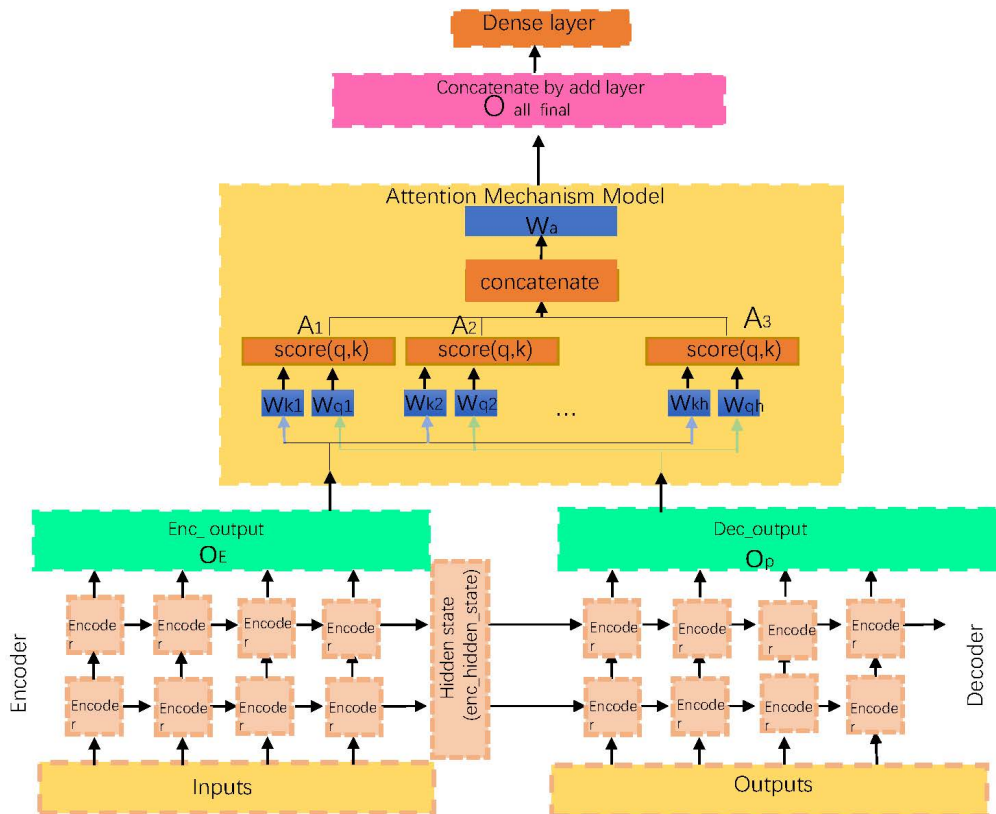 Dense layer
Concatenate by add layer
O all final
Attention Mechanism Model
Wa
concatenate
A1 A2 A3
score(q,k) score(q,k) score(q,k)
Wk1 Wq1 Wk2 Wq2 ... Wkh Wqh
Enc_ output
OE
Dec_output
Op
Encoder
Encode
r
Encode
r
Encode
r
Encode
r
Encode
r
Encode
r
Encode
r
Encode
r
Hidden state
(enc_hidden_state)
Encode
r
Encode
r
Encode
r
Encode
r
Encode
r
Encode
r
Encode
r
Encode
r
Decoder
Inputs
Outputs